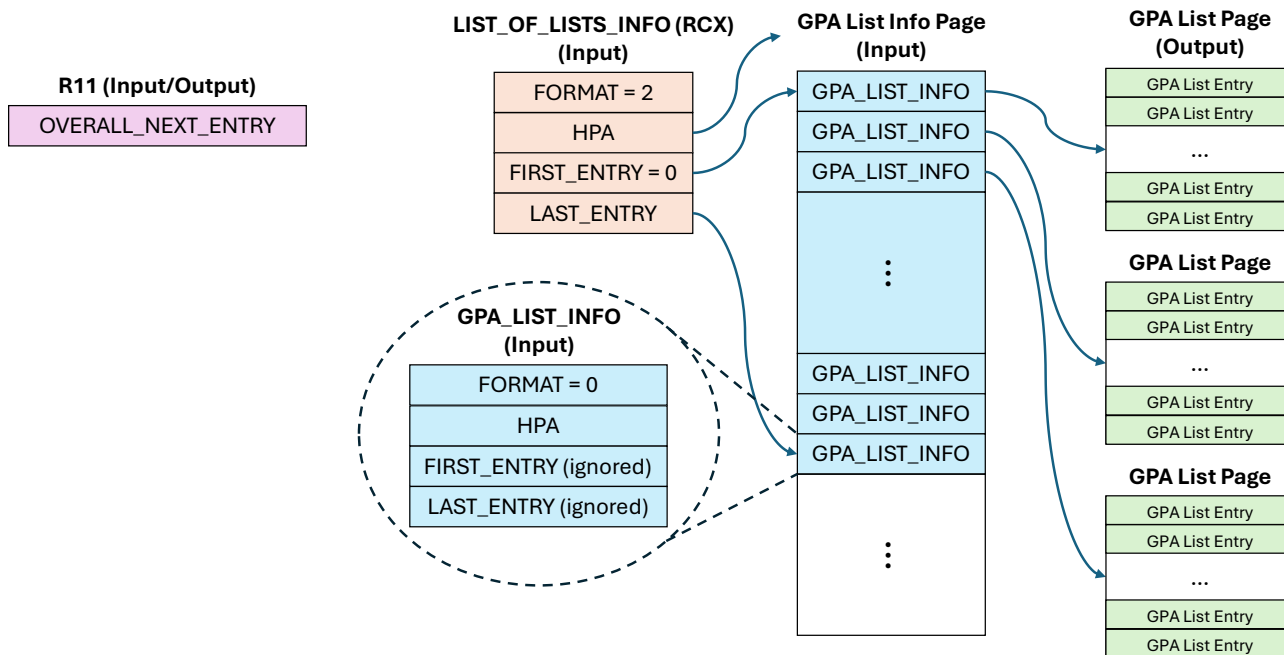 R11 (Input/Output)
OVERALL_NEXT_ENTRY
LIST_OF_LISTS_INFO (RCX)
(Input)
FORMAT = 2
HPA
FIRST_ENTRY = 0
LAST_ENTRY
GPA_LIST_INFO
(Input)
FORMAT = 0
HPA
FIRST_ENTRY (ignored)
LAST_ENTRY (ignored)
GPA List Info Page
(Input)
GPA_LIST_INFO
GPA_LIST_INFO
GPA_LIST_INFO
⋮
GPA_LIST_INFO
GPA_LIST_INFO
GPA_LIST_INFO
⋮
GPA List Page
(Output)
GPA List Entry
GPA List Entry
...
GPA List Entry
GPA List Entry
GPA List Page
GPA List Entry
GPA List Entry
...
GPA List Entry
GPA List Entry
GPA List Page
GPA List Entry
GPA List Entry
...
GPA List Entry
GPA List Entry